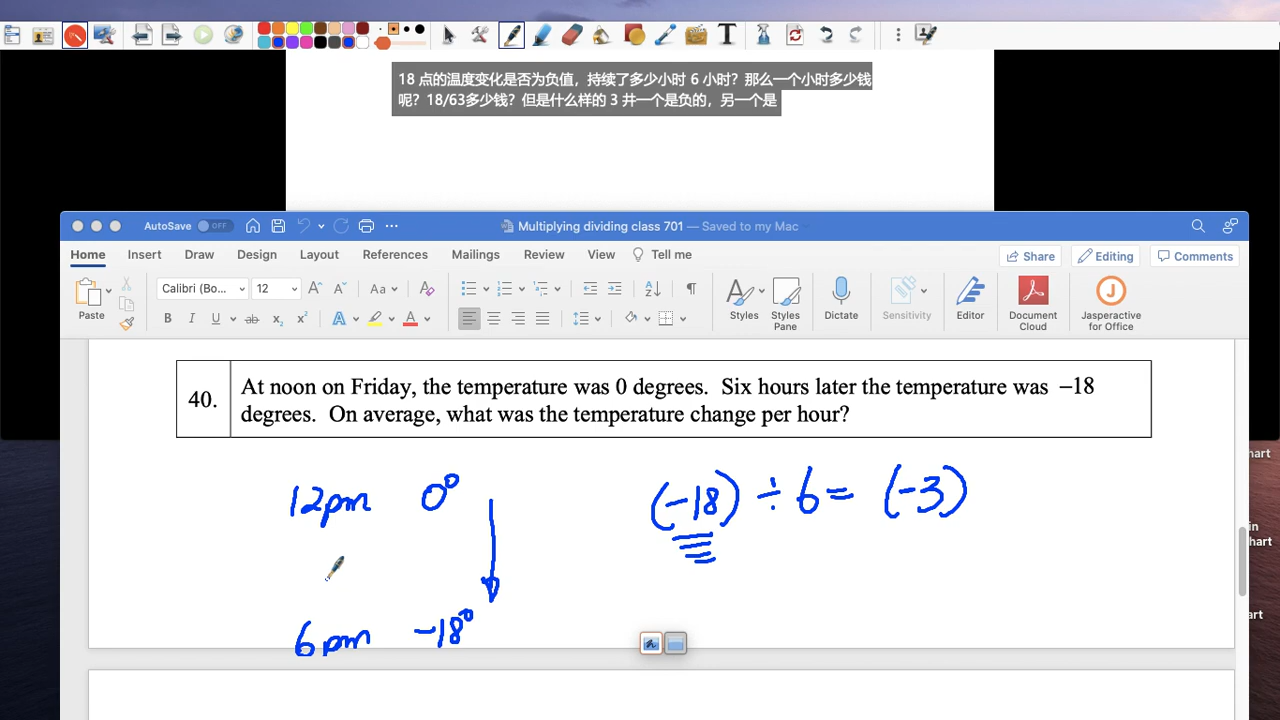 18 点的温度变化是否为负值，持续了多少小时 6 小时？那么一个小时多少钱
呢？18/63多少钱？但是什么样的 3 井一个是负的，另一个是
AutoSave OFF
Multiplying dividing class 701 — Saved to my Mac
Home Insert Draw Design Layout References Mailings Review View Tell me
Share Editing Comments
Calibri (Bo... 12
Paste
Styles
Styles Pane
Dictate
Sensitivity
Editor
Document Cloud
Jasperactive for Office
40. At noon on Friday, the temperature was 0 degrees. Six hours later the temperature was −18
degrees. On average, what was the temperature change per hour?
12pm 0° (-18) ÷ 6 = (-3)
6pm -18°
hart
in
hart
art